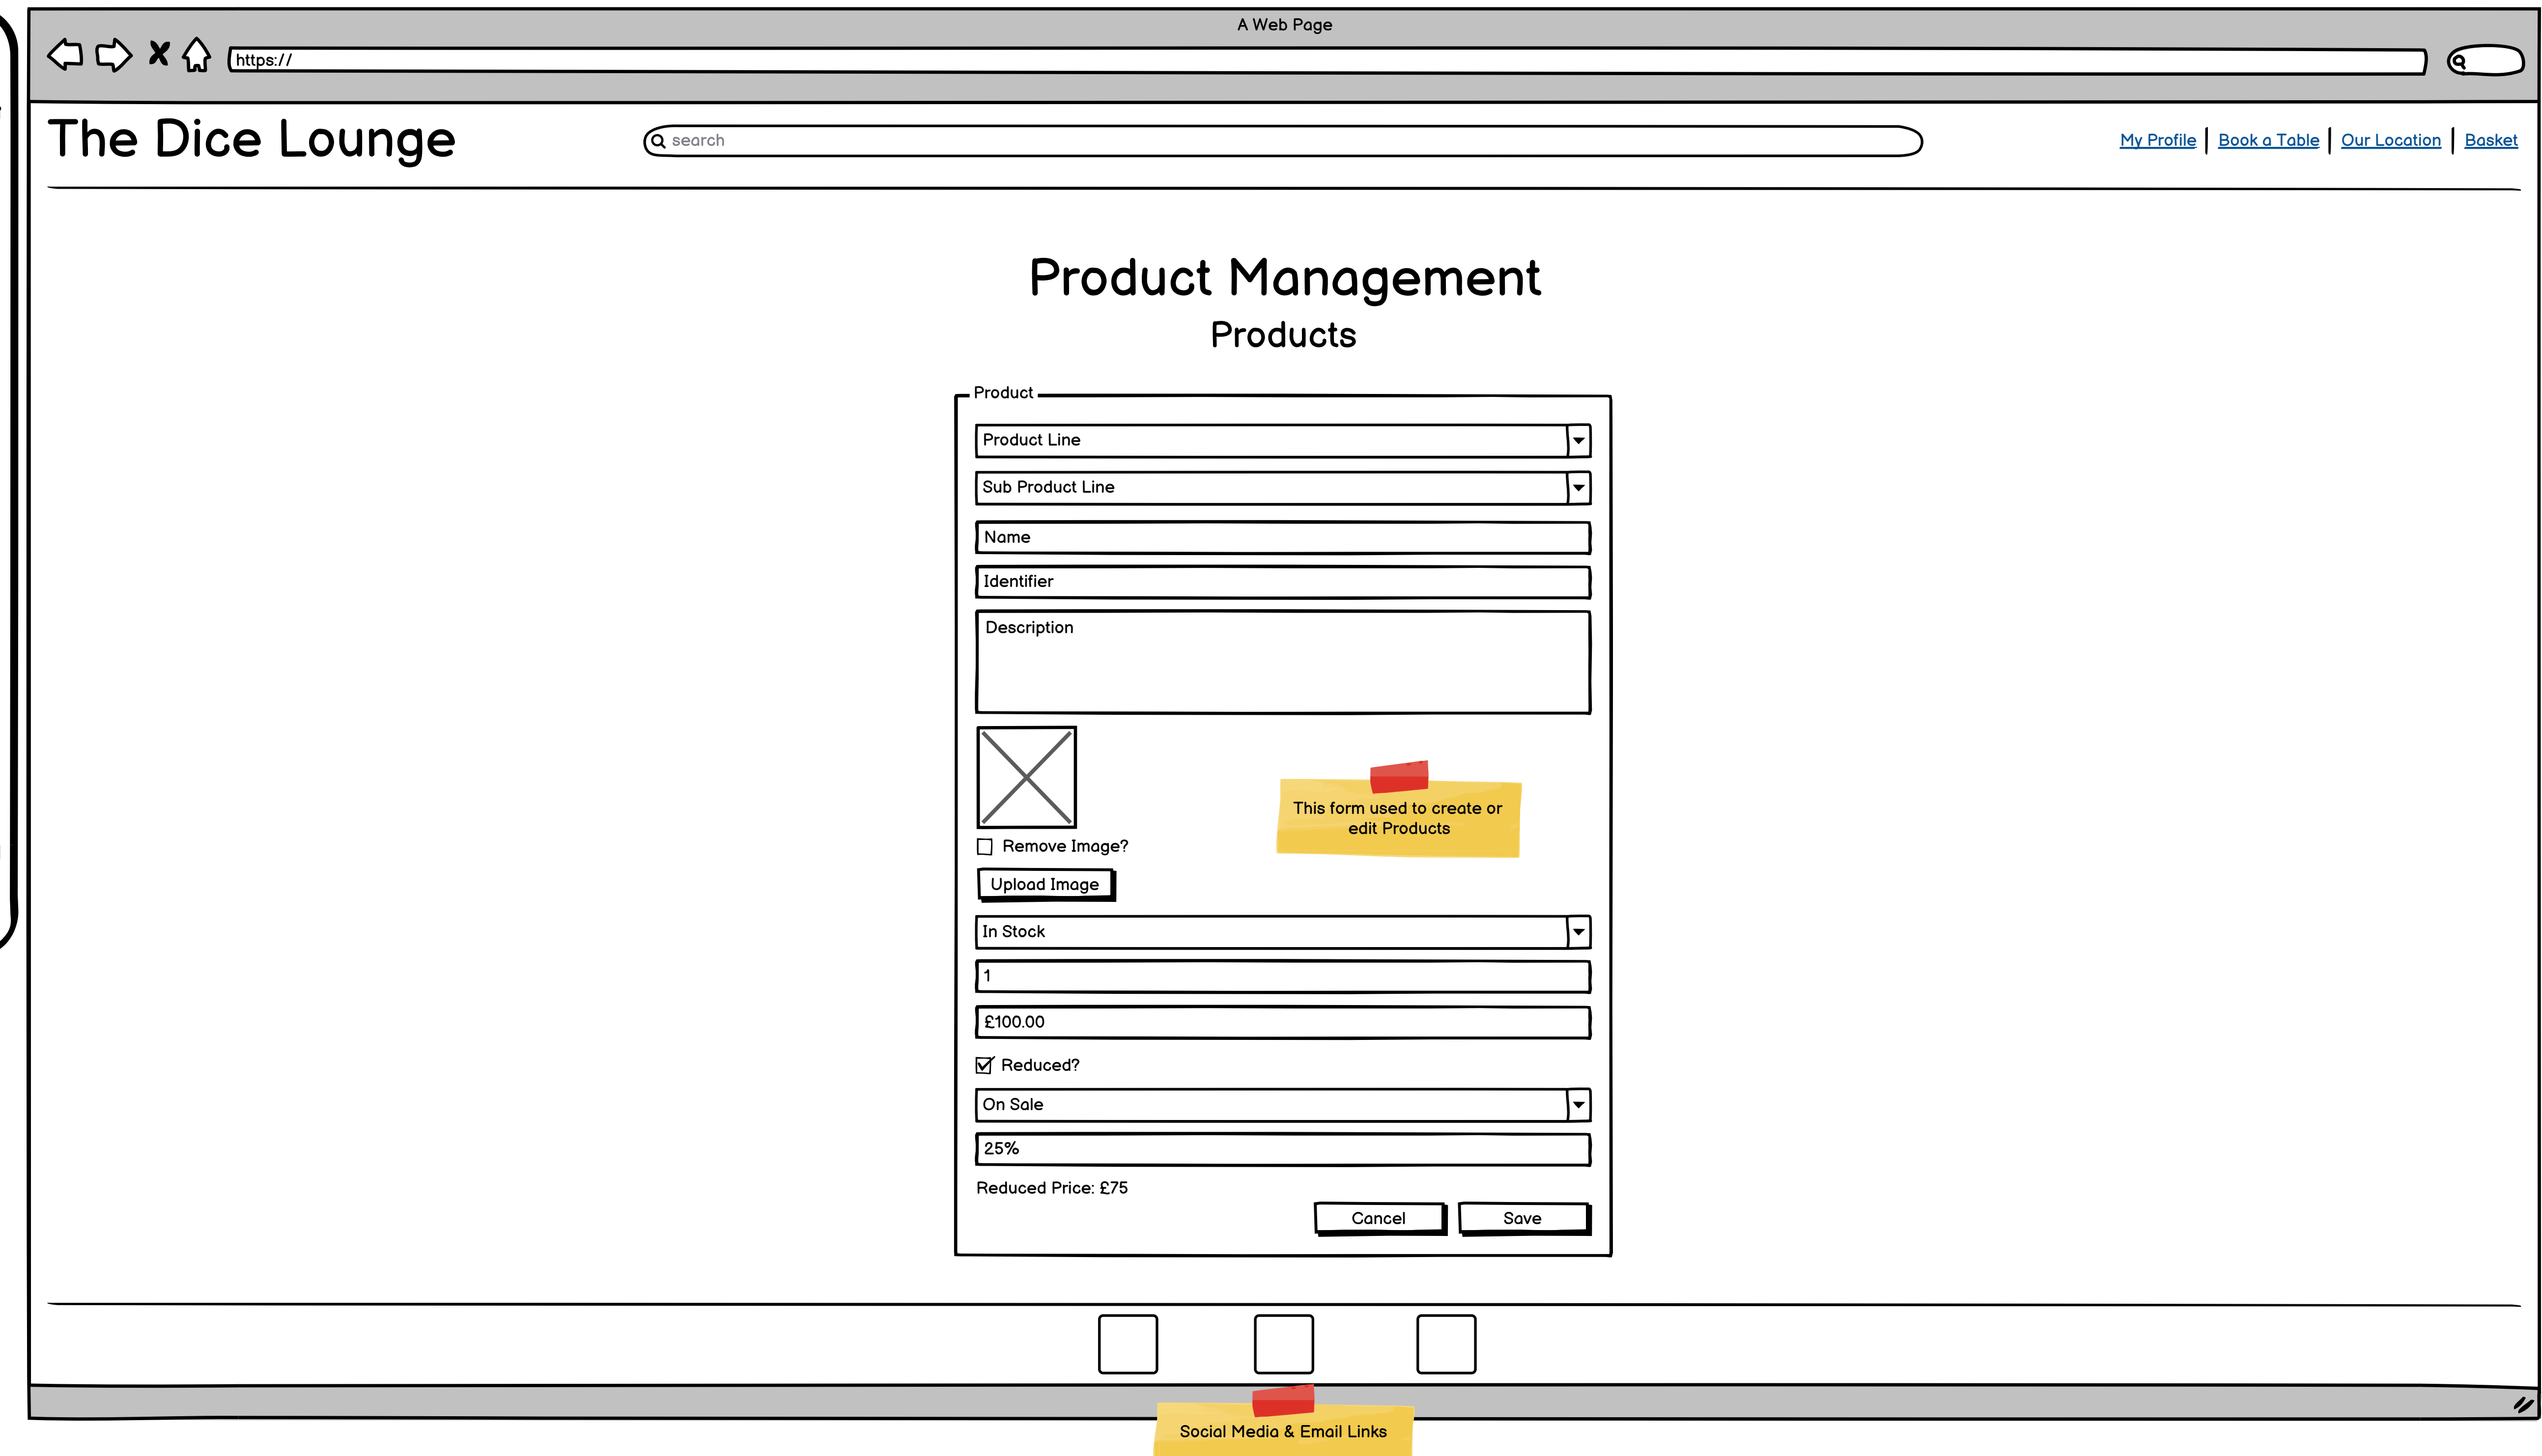 A Web Page
https://
The Dice Lounge
search
My Profile
Book a Table
Our Location
Basket
Product Management
Products
Product
Product Line
Sub Product Line
Name
Identifier
Description
This form used to create or
edit Products
Remove Image?
Upload Image
In Stock
1
£100.00
Reduced?
On Sale
25%
Reduced Price: £75
Cancel
Save
Social Media & Email Links